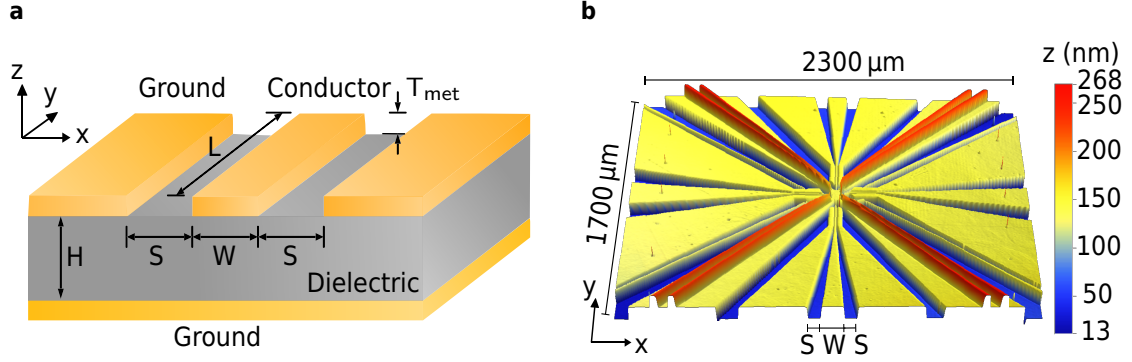 a
z
y
x
Ground
Conductor
T_met
L
H
S
W
S
Dielectric
Ground
b
2300 µm
1700 µm
y
x
S W S
z (nm)
268
250
200
150
100
50
13